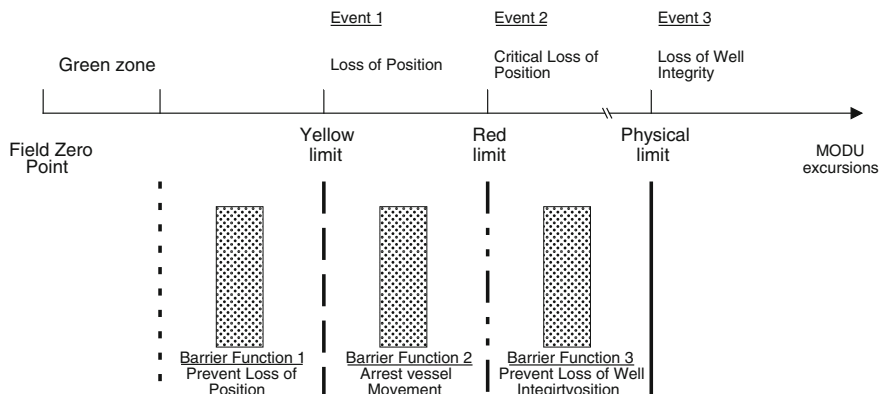 Event 1
Event 2
Event 3
Green zone
Loss of Position
Critical Loss of
Position
Loss of Well
Integrity
Field Zero
Point
Yellow
limit
Red
limit
Physical
limit
MODU
excursions
Barrier Function 1
Prevent Loss of
Position
Barrier Function 2
Arrest vessel
Movement
Barrier Function 3
Prevent Loss of Well
Integirtyosition